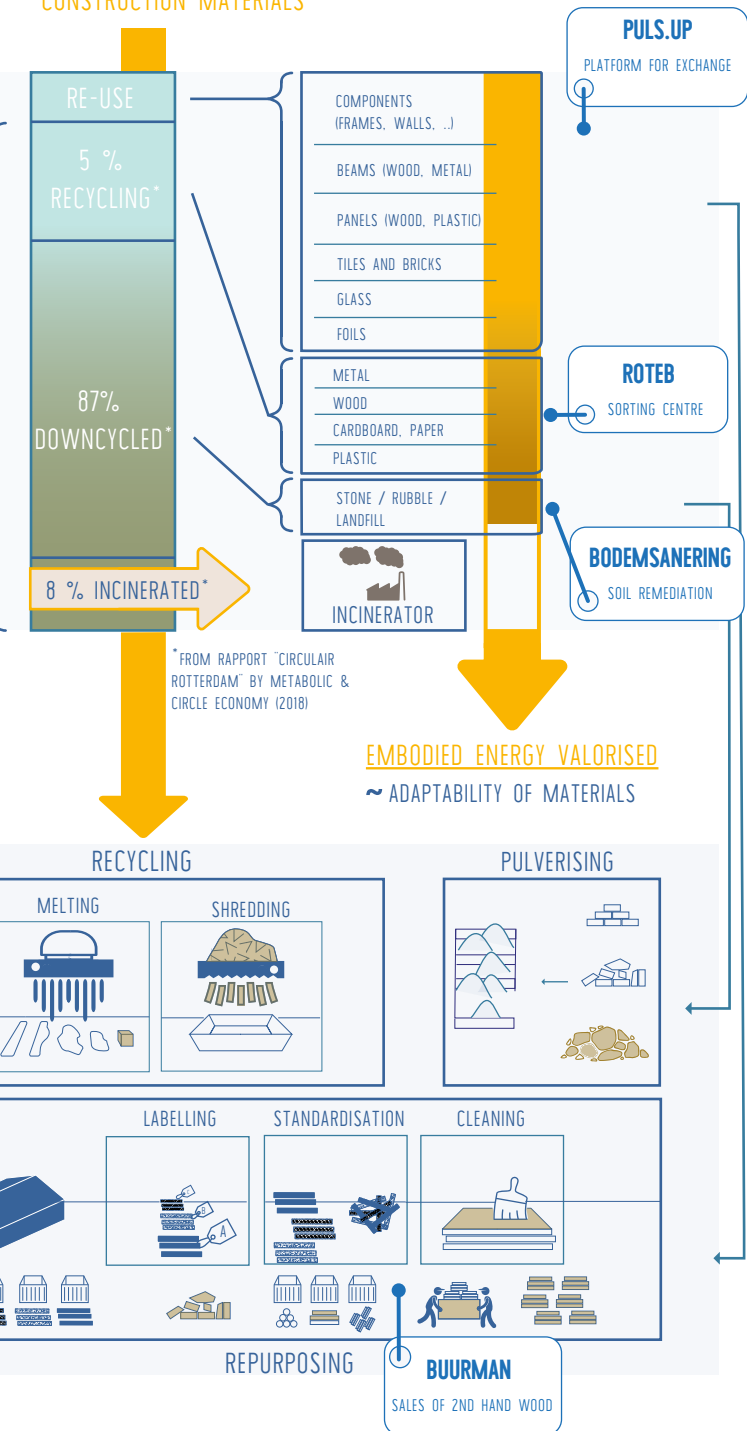 CONSTRUCTION MATERIALS
PULS.UP
PLATFORM FOR EXCHANGE
RE-USE
5 %
RECYCLING*
87%
DOWNCYCLED*
8 % INCINERATED*
COMPONENTS
(FRAMES, WALLS, ..)
BEAMS (WOOD, METAL)
PANELS (WOOD, PLASTIC)
TILES AND BRICKS
GLASS
FOILS
METAL
WOOD
CARDBOARD, PAPER
PLASTIC
STONE / RUBBLE /
LANDFILL
INCINERATOR
ROTEB
SORTING CENTRE
BODEMSANERING
SOIL REMEDIATION
*FROM RAPPORT "CIRCULAIR
ROTTERDAM" BY METABOLIC &
CIRCLE ECONOMY (2018)
EMBODIED ENERGY VALORISED
~ ADAPTABILITY OF MATERIALS
RECYCLING
MELTING
SHREDDING
PULVERISING
LABELLING
STANDARDISATION
CLEANING
C
B
A
REPURPOSING
BUURMAN
SALES OF 2ND HAND WOOD